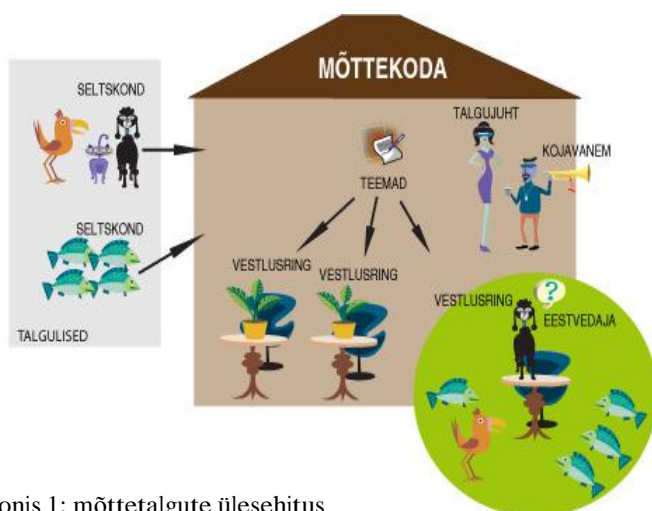 MÕTTEKODA
SELTSKOND
SELTSKOND
TALGULISED
TEEMAD
TALGUJUHT
KOJAVANEM
VESTLUSRING
VESTLUSRING
VESTLUSRING
?
EESTVEDAJA
onis 1: mõttetalgute ülesehitus